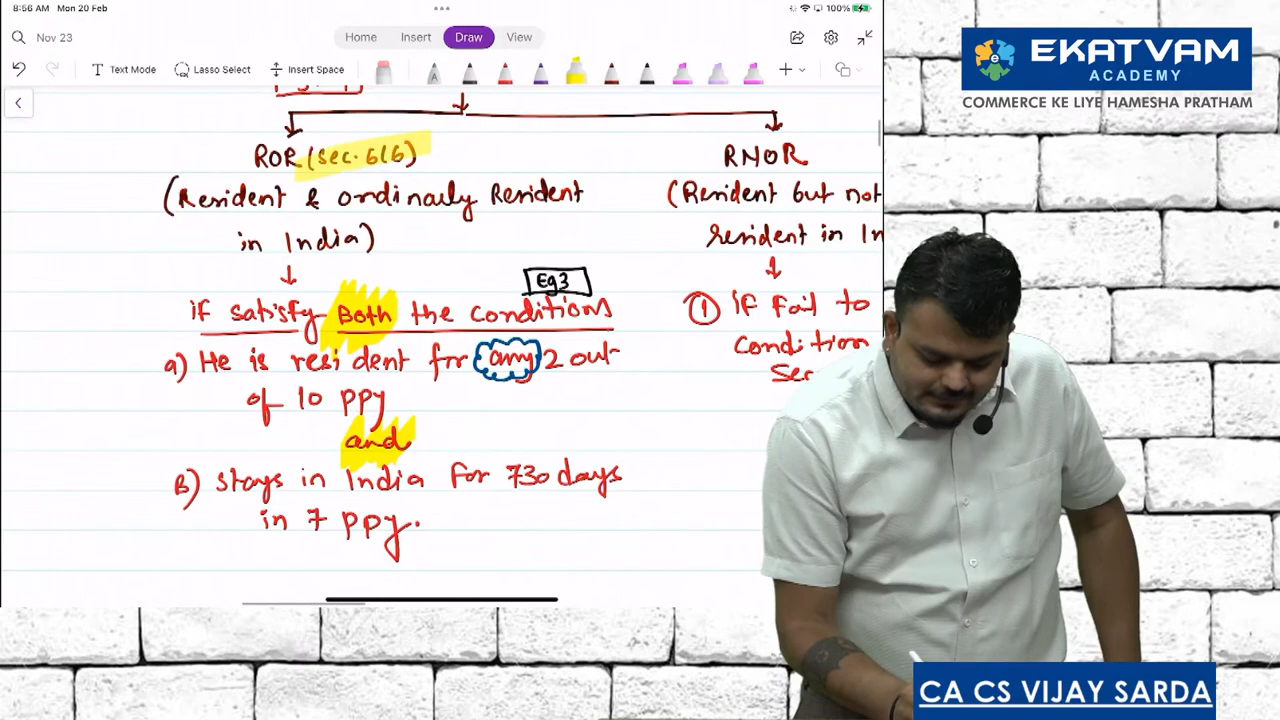 8:56 AM Mon 20 Feb
100%
Nov 23
Home Insert Draw View
Text Mode Lasso Select Insert Space
ROR (sec. 6(6)
(Resident & ordinarily Resident
in India)
Eg3
if satisfy Both the conditions
a) He is resident for any 2 out
of 10 ppy
and
B) stays in India for 730 days
in 7 ppy.
RNOR
(Resident but not
resident in In
① if fail to
condition
Sec
EKATVAM
ACADEMY
COMMERCE KE LIYE HAMESHA PRATHAM
CA CS VIJAY SARDA